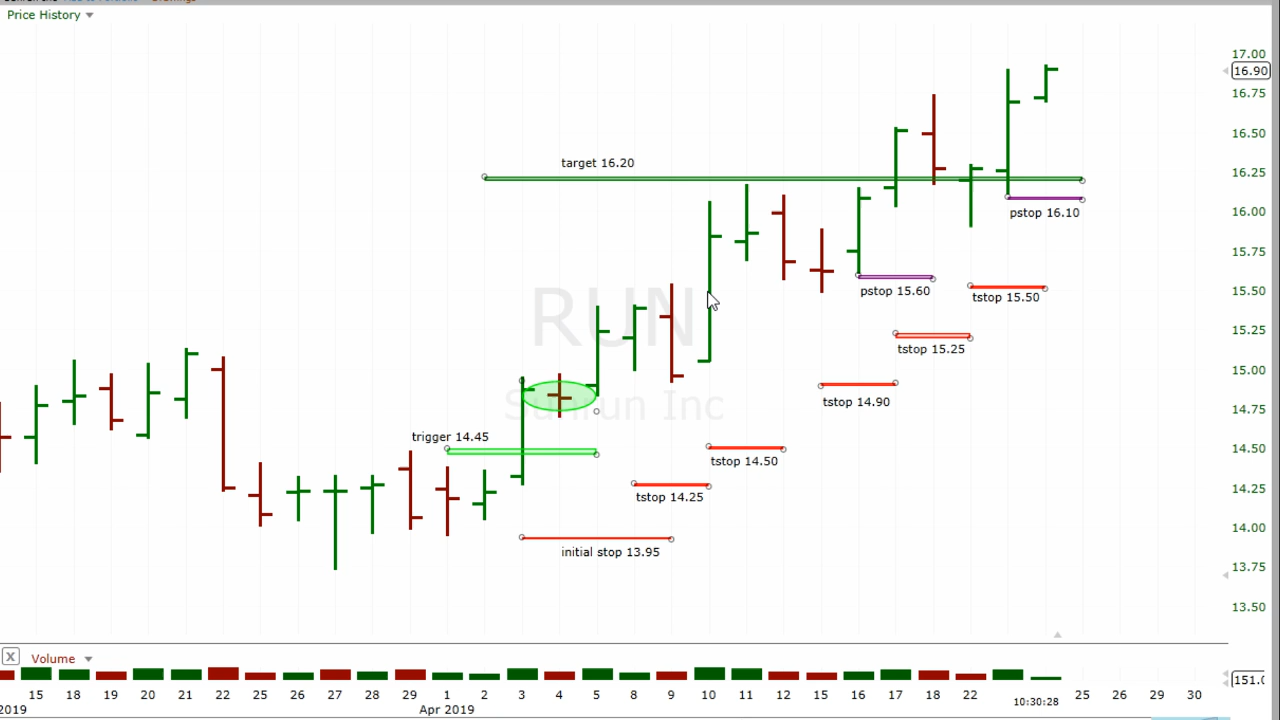 Price History
17.00
16.90
16.75
16.50
target 16.20
16.25
16.00
pstop 16.10
15.75
pstop 15.60
15.50
tstop 15.50
RUN
15.25
tstop 15.25
15.00
tstop 14.90
Sunrun Inc
14.75
trigger 14.45
14.50
tstop 14.50
14.25
tstop 14.25
14.00
initial stop 13.95
13.75
13.50
X Volume
151.0
15 18 19 20 21 22 25 26 27 28 29 1 2 3 4 5 8 9 10 11 12 15 16 17 18 22 25 26 29 30
10:30:28
2019 Apr 2019